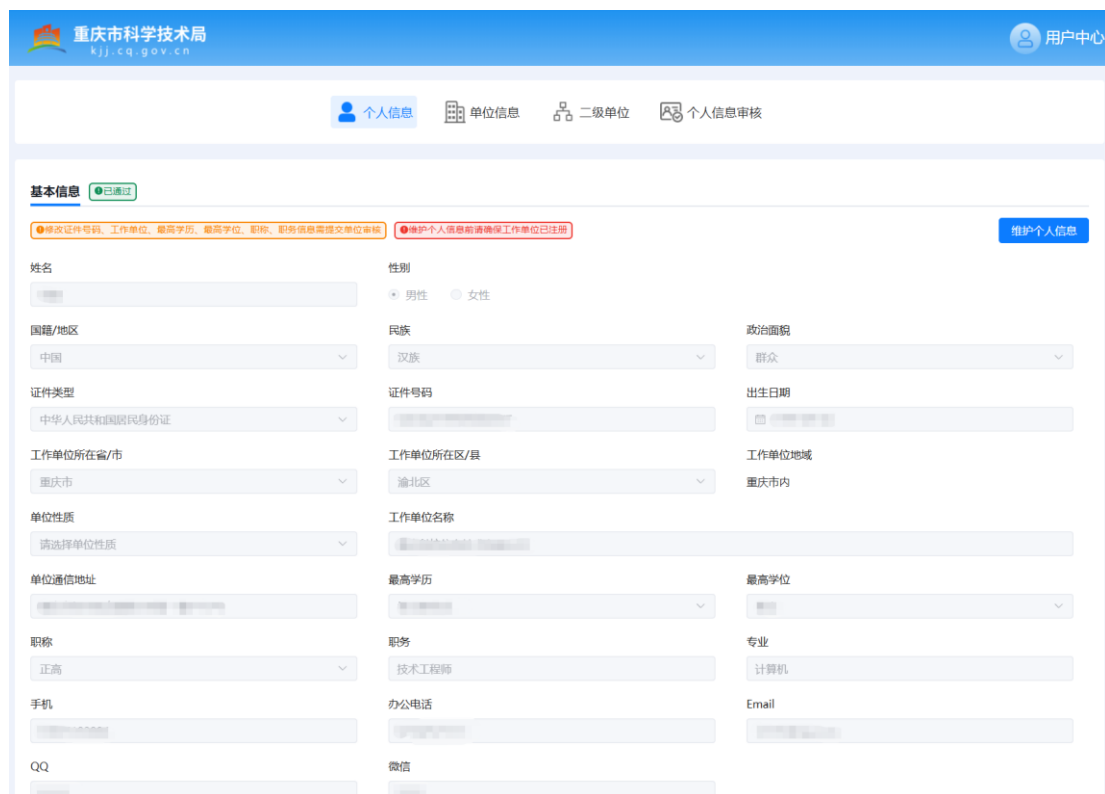 重庆市科学技术局
kjj.cq.gov.cn
用户中心
个人信息 单位信息 二级单位 个人信息审核
基本信息 已通过
修改证件号码、工作单位、最高学历、最高学位、职称、职务信息需提交单位审核 维护个人信息前请确保工作单位已注册 维护个人信息
姓名 性别
男性 女性
国籍/地区 民族 政治面貌
中国 汉族 群众
证件类型 证件号码 出生日期
中华人民共和国居民身份证
工作单位所在省/市 工作单位所在区/县 工作单位地域
重庆市 渝北区 重庆市内
单位性质 工作单位名称
请选择单位性质
单位通信地址 最高学历 最高学位
职称 职务 专业
正高 技术工程师 计算机
手机 办公电话 Email
QQ 微信